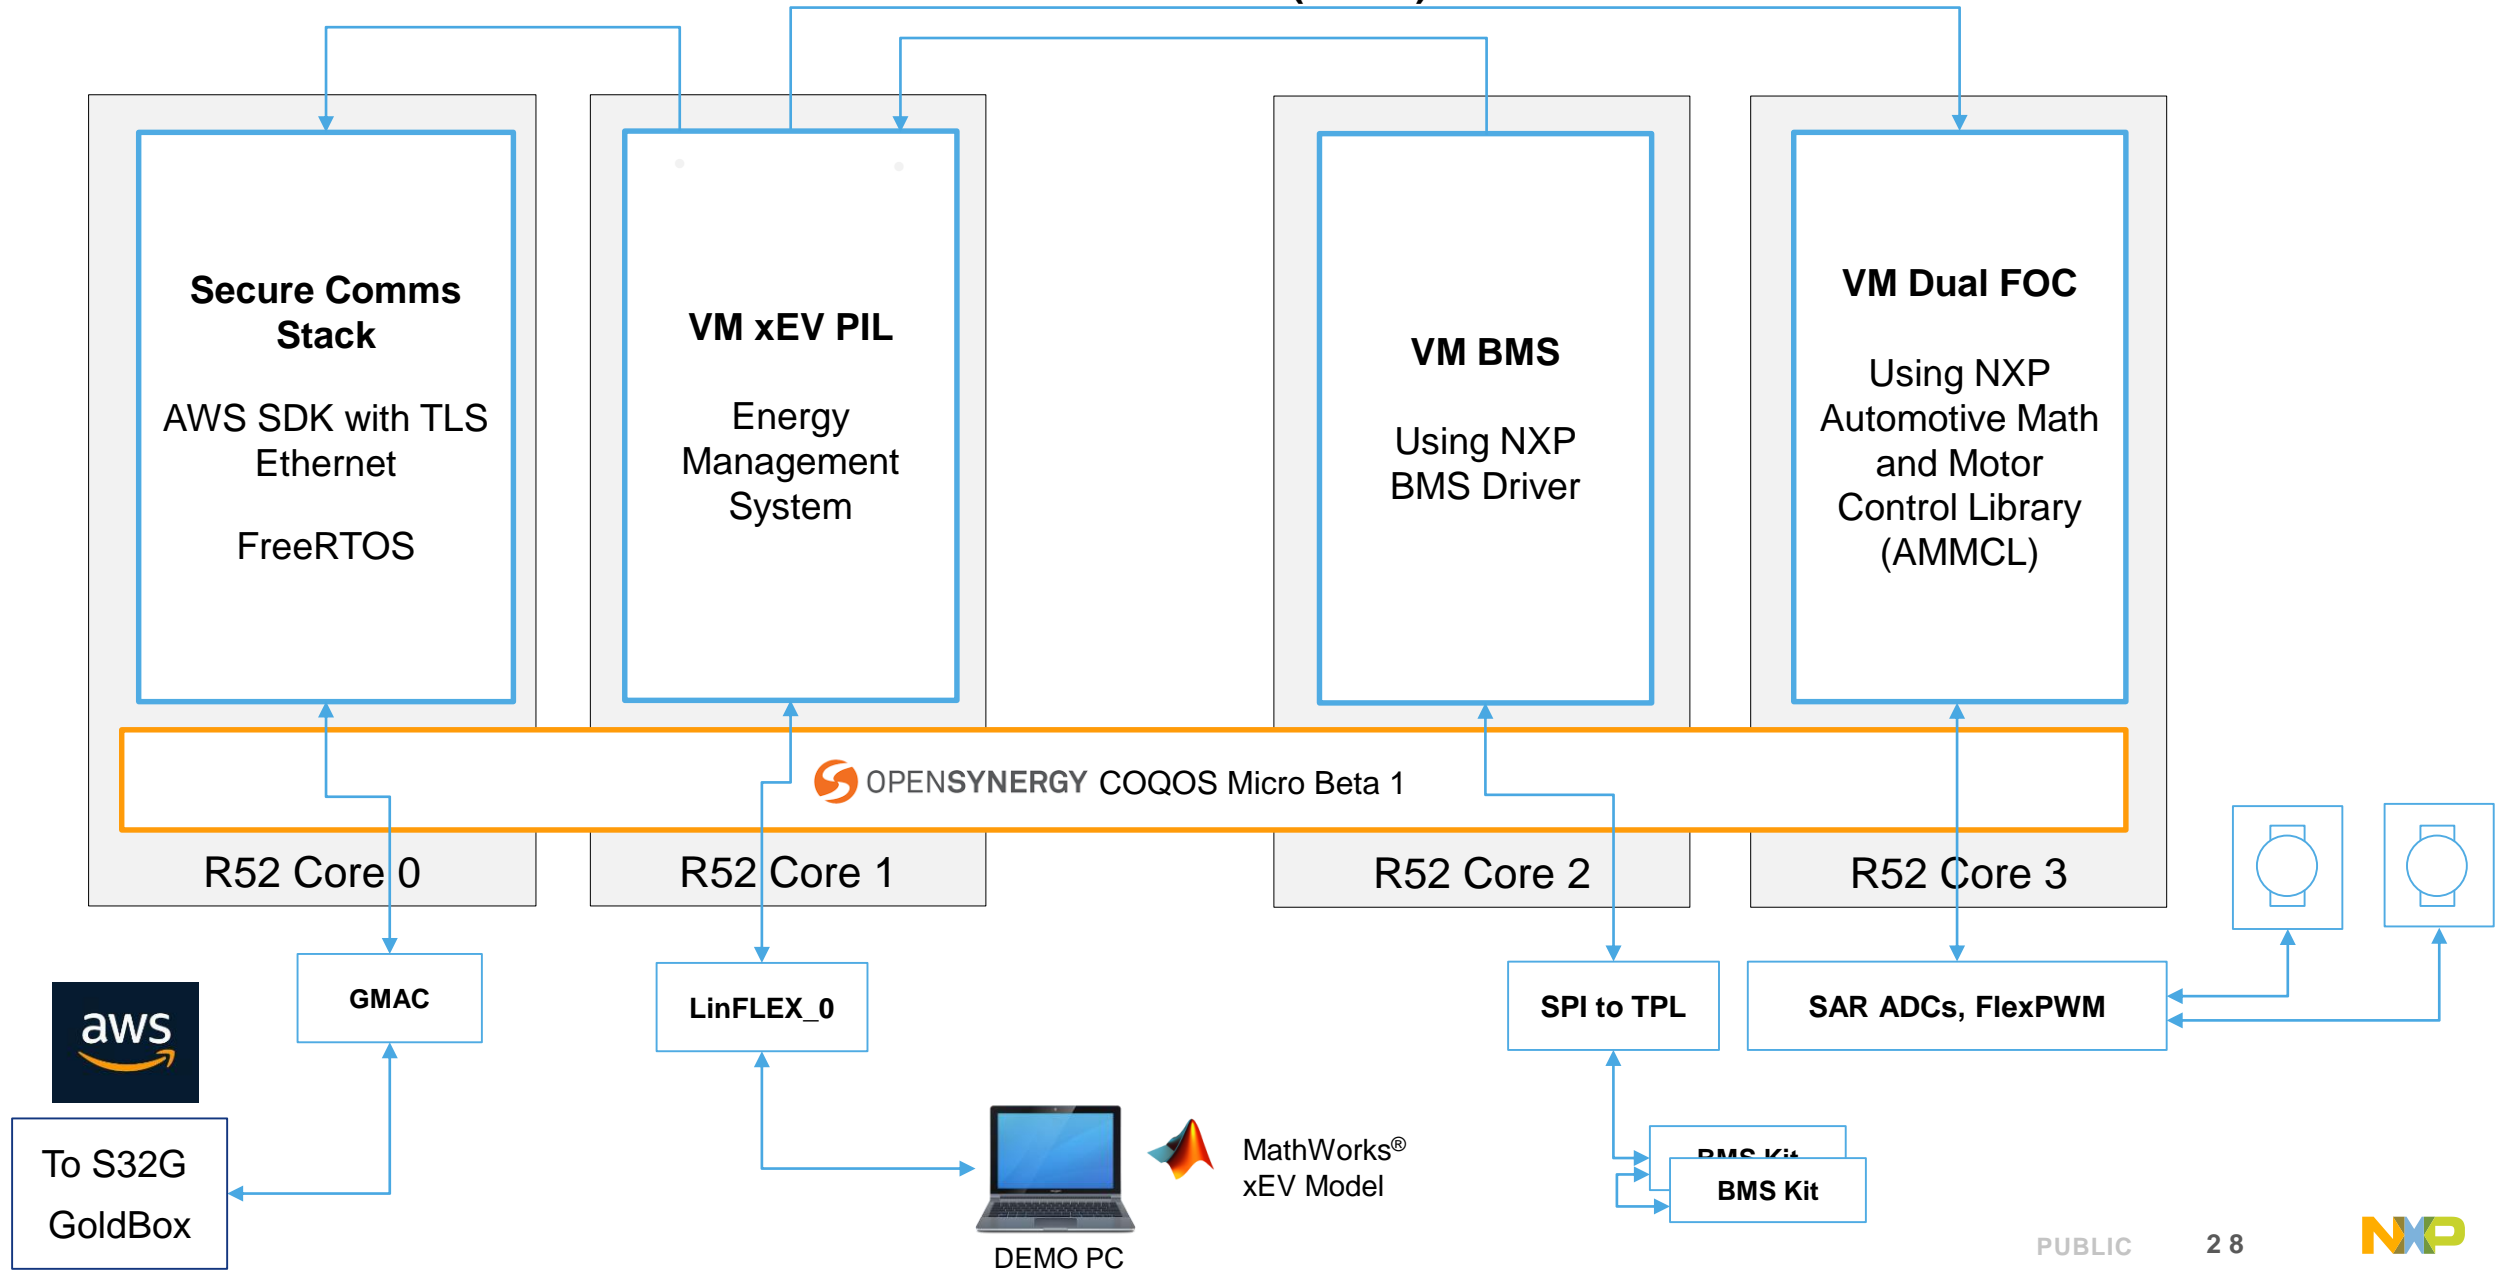 Secure Comms
Stack
AWS SDK with TLS
Ethernet
FreeRTOS
VM xEV PIL
Energy
Management
System
VM BMS
Using NXP
BMS Driver
VM Dual FOC
Using NXP
Automotive Math
and Motor
Control Library
(AMMCL)
OPENSYNERGY COQOS Micro Beta 1
R52 Core 0
R52 Core 1
R52 Core 2
R52 Core 3
GMAC
LinFLEX_0
SPI to TPL
SAR ADCs, FlexPWM
aws
To S32G
GoldBox
MathWorks®
xEV Model
DEMO PC
BMS Kit
BMS Kit
PUBLIC
28
NXP